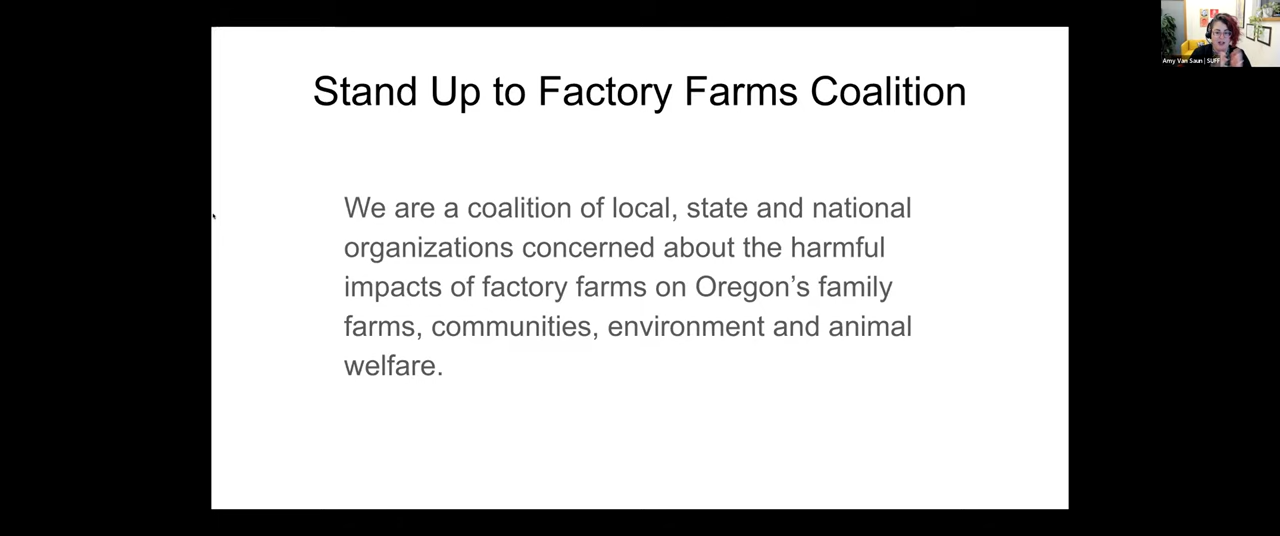 Stand Up to Factory Farms Coalition
We are a coalition of local, state and national
organizations concerned about the harmful
impacts of factory farms on Oregon’s family
farms, communities, environment and animal
welfare.
Amy Van Saun | SUFF